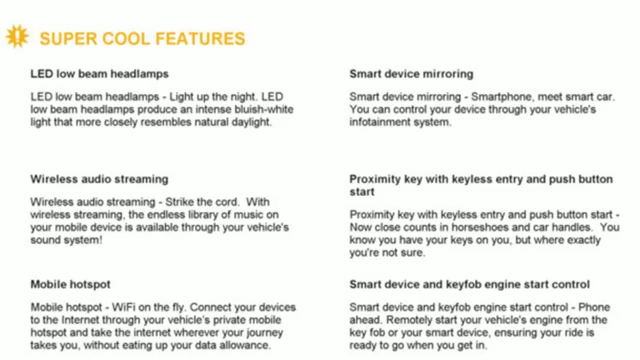 SUPER COOL FEATURES
LED low beam headlamps
LED low beam headlamps - Light up the night. LED
low beam headlamps produce an intense bluish-white
light that more closely resembles natural daylight.
Smart device mirroring
Smart device mirroring - Smartphone, meet smart car.
You can control your device through your vehicle's
infotainment system.
Wireless audio streaming
Wireless audio streaming - Strike the cord. With
wireless streaming, the endless library of music on
your mobile device is available through your vehicle's
sound system!
Proximity key with keyless entry and push button
start
Proximity key with keyless entry and push button start -
Now close counts in horseshoes and car handles. You
know you have your keys on you, but where exactly
you're not sure.
Mobile hotspot
Mobile hotspot - WiFi on the fly. Connect your devices
to the Internet through your vehicle's private mobile
hotspot and take the internet wherever your journey
takes you, without eating up your data allowance.
Smart device and keyfob engine start control
Smart device and keyfob engine start control - Phone
ahead. Remotely start your vehicle's engine from the
key fob or your smart device, ensuring your ride is
ready to go when you get in.